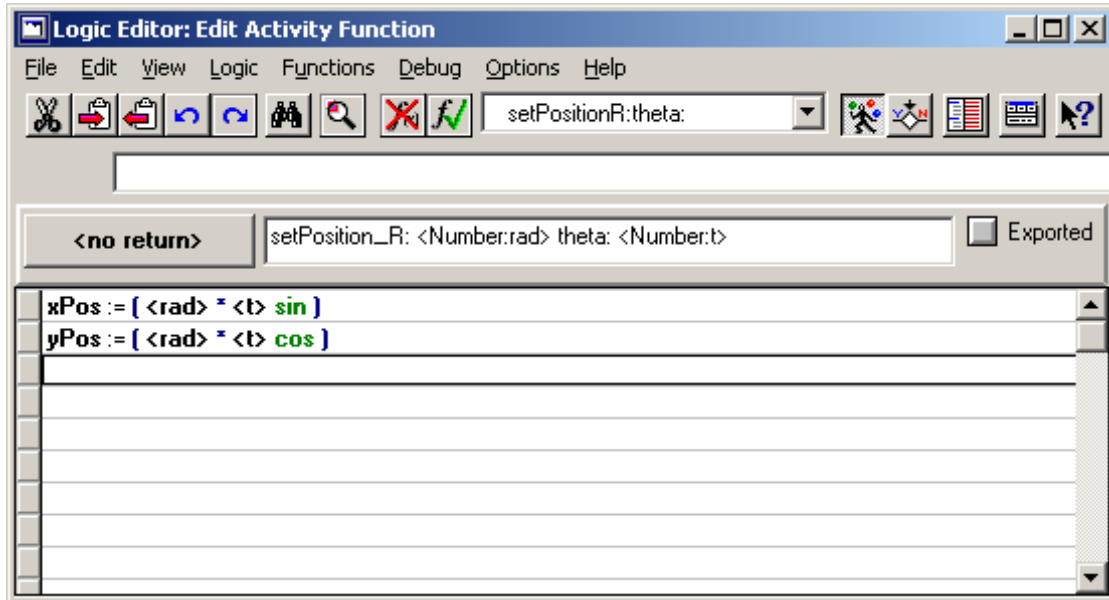 Logic Editor: Edit Activity Function
File Edit View Logic Functions Debug Options Help
setPositionR:theta:
<no return>
setPosition_R: <Number:rad> theta: <Number:t>
Exported
xPos := ( <rad> * <t> sin )
yPos := ( <rad> * <t> cos )